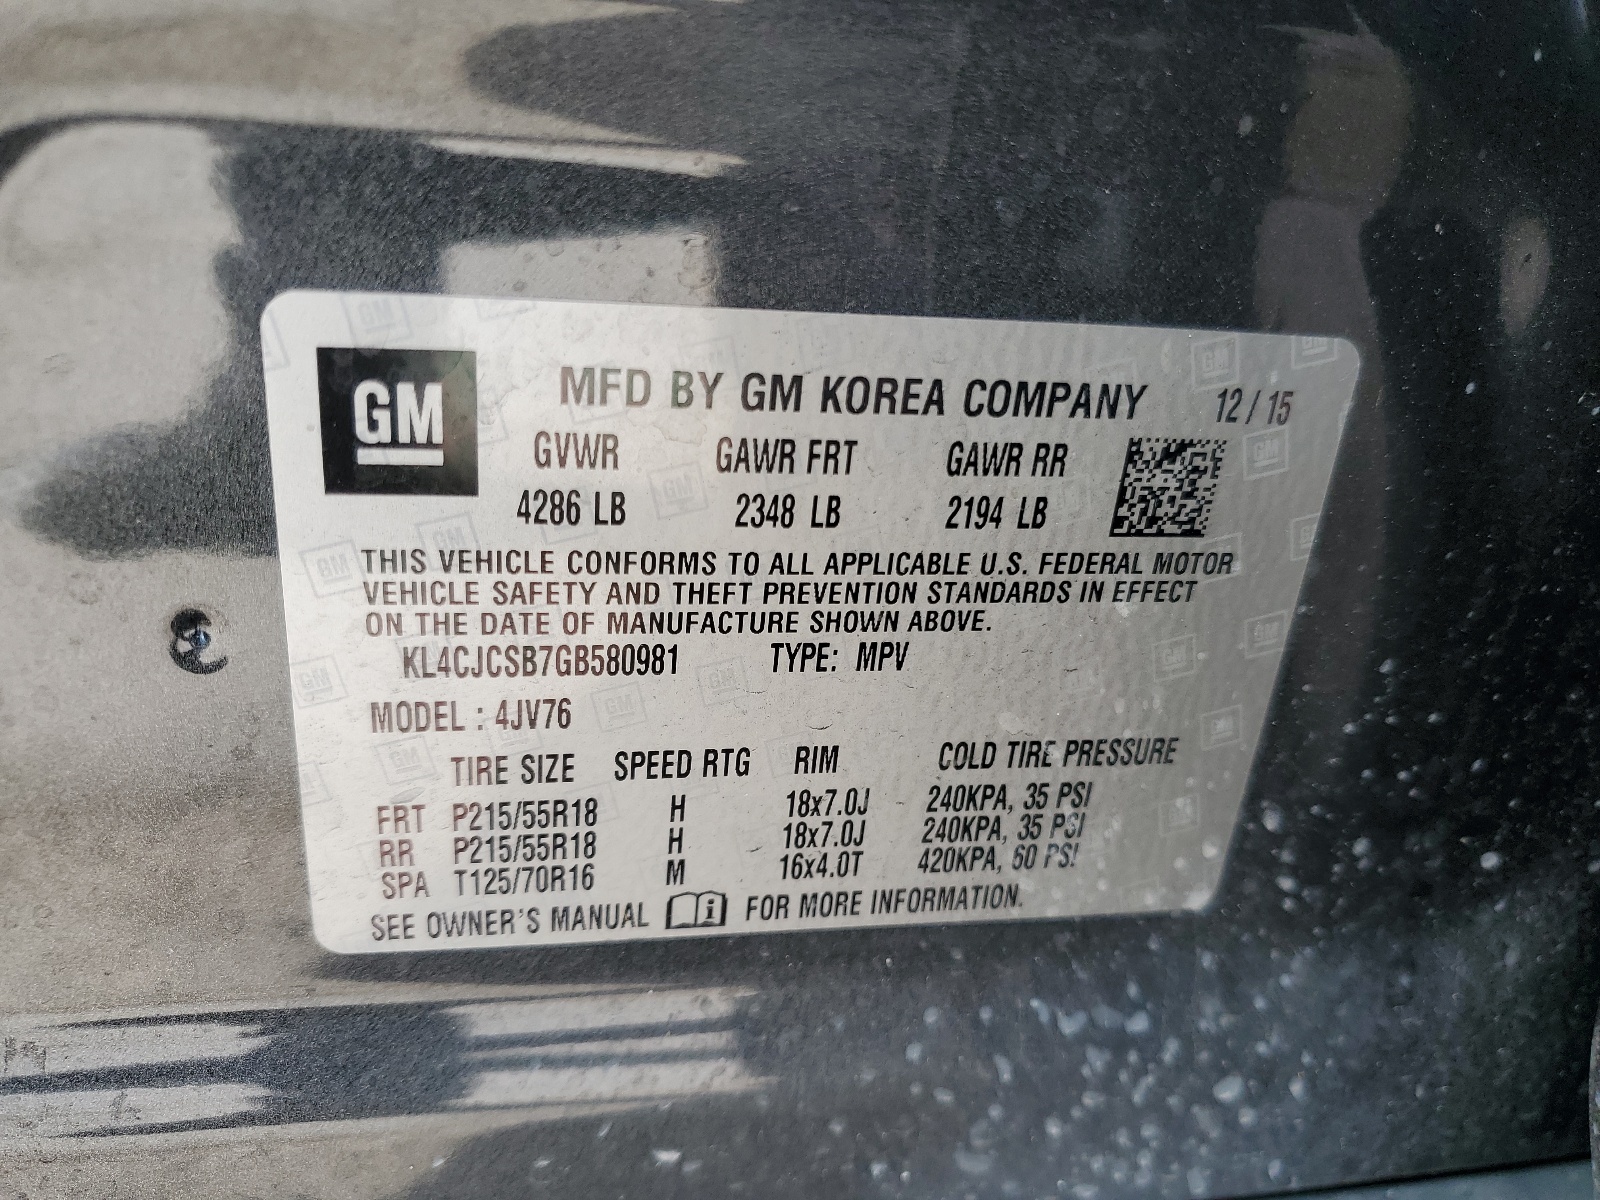 GM
MFD BY GM KOREA COMPANY 12/15
GVWR GAWR FRT GAWR RR
4286 LB 2348 LB 2194 LB
THIS VEHICLE CONFORMS TO ALL APPLICABLE U.S. FEDERAL MOTOR
VEHICLE SAFETY AND THEFT PREVENTION STANDARDS IN EFFECT
ON THE DATE OF MANUFACTURE SHOWN ABOVE.
KL4CJCSB7GB580981 TYPE: MPV
MODEL : 4JV76
TIRE SIZE SPEED RTG RIM COLD TIRE PRESSURE
FRT P215/55R18 H 18x7.0J 240KPA, 35 PSI
RR P215/55R18 H 18x7.0J 240KPA, 35 PSI
SPA T125/70R16 M 16x4.0T 420KPA, 60 PSI
SEE OWNER'S MANUAL i FOR MORE INFORMATION.